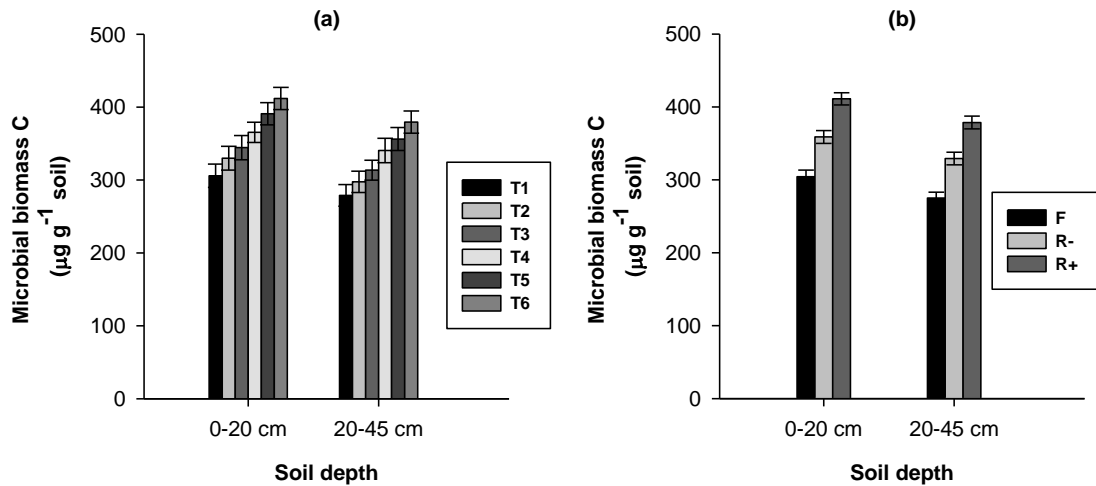 (a)
500
400
300
200
100
0
Microbial biomass C
(µg g-1 soil)
0-20 cm 20-45 cm
Soil depth
T1
T2
T3
T4
T5
T6
(b)
500
400
300
200
100
0
Microbial biomass C
(µg g-1 soil)
0-20 cm 20-45 cm
Soil depth
F
R-
R+